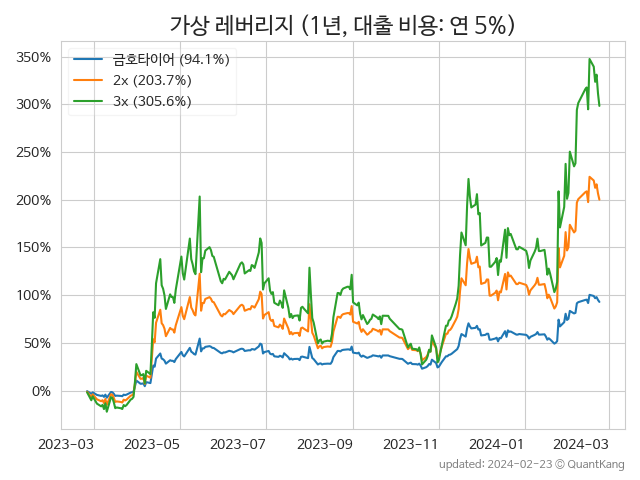 가상 레버리지 (1년, 대출 비용: 연 5%)
350%
300%
250%
200%
150%
100%
50%
0%
금호타이어 (94.1%)
2x (203.7%)
3x (305.6%)
2023-03 2023-05 2023-07 2023-09 2023-11 2024-01 2024-03
updated: 2024-02-23 © QuantKang